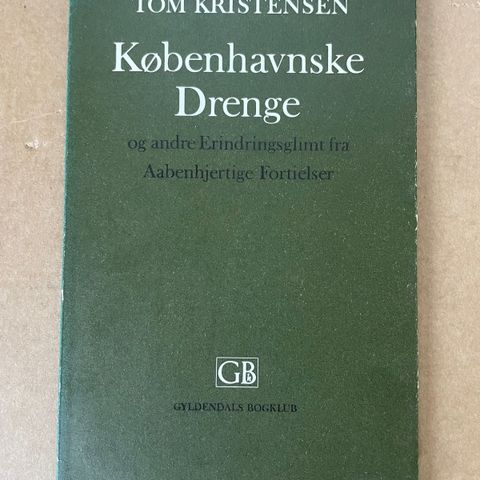 TOM KRISTENSEN
Københavnske
Drenge
og andre Erindringsglimt fra
Aabenhjertige Fortielser
GB
GYLDENDALS BOGKLUB